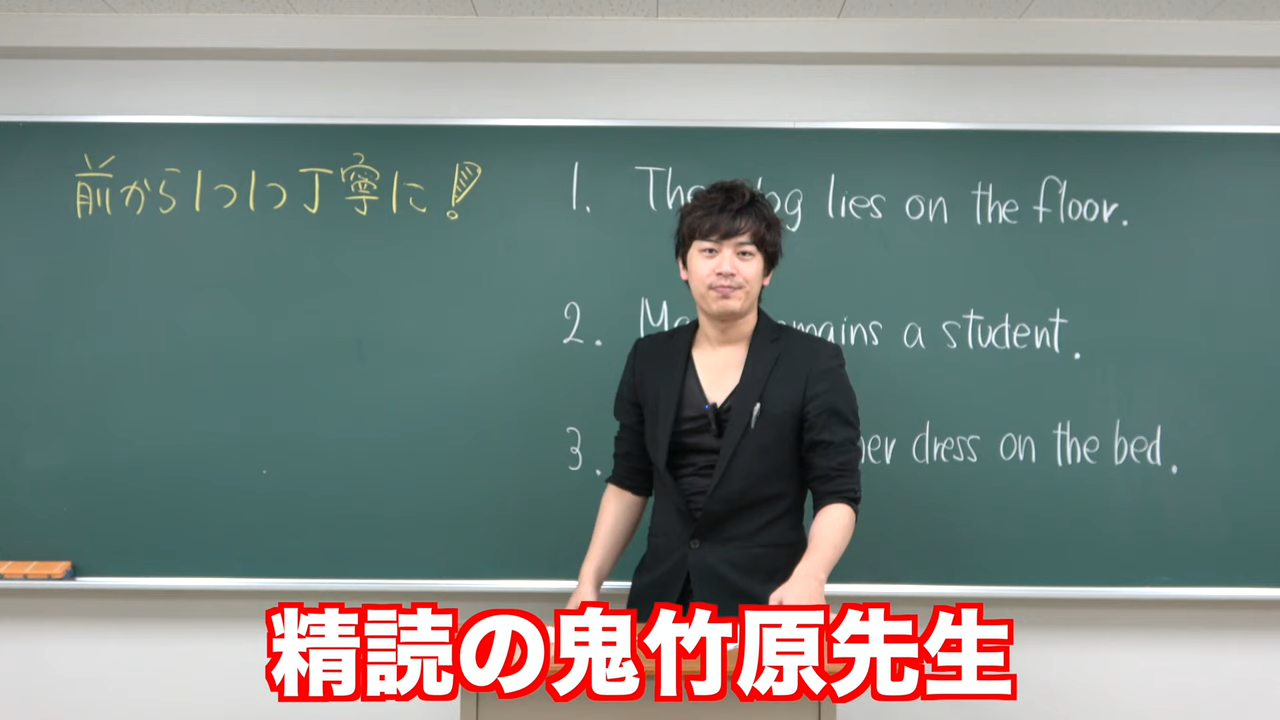 前から1つ1つ丁寧に!
1. The dog lies on the floor.
2. a student.
3. her dress on the bed.
精読の鬼竹原先生